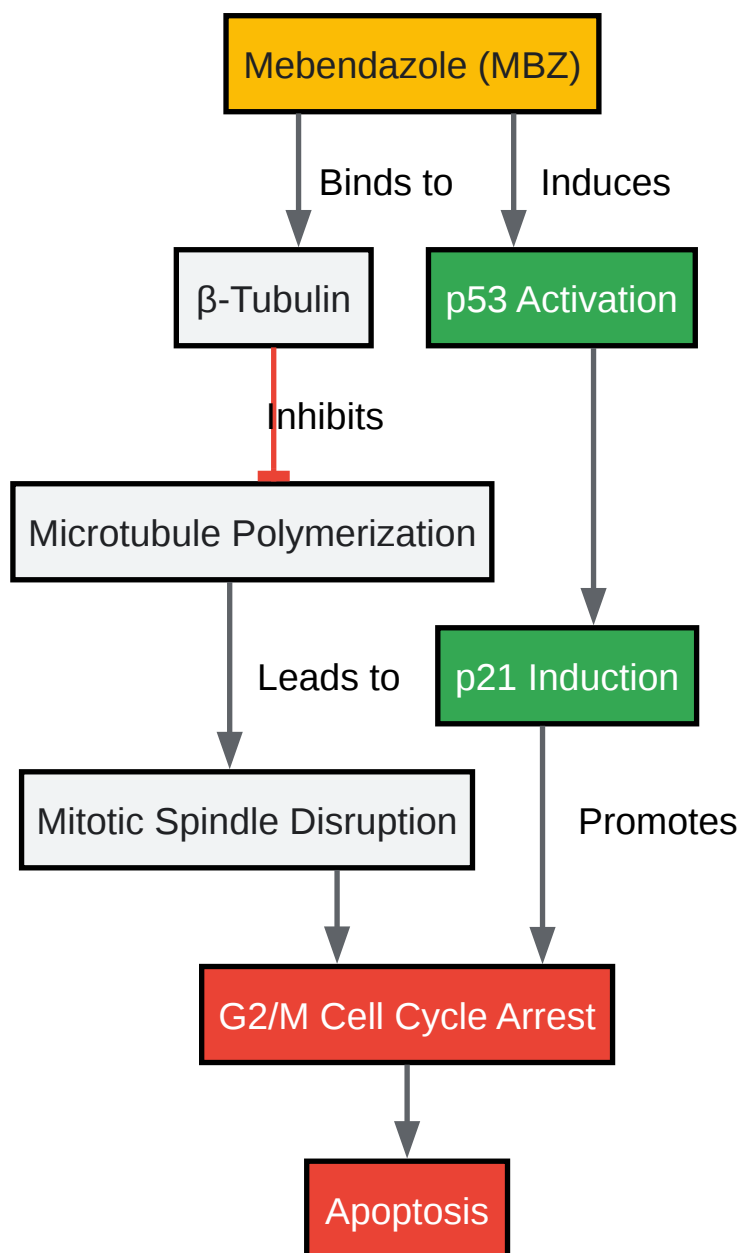 Mebendazole (MBZ)
Binds to
Induces
β-Tubulin
p53 Activation
Inhibits
Microtubule Polymerization
Leads to
p21 Induction
Mitotic Spindle Disruption
Promotes
G2/M Cell Cycle Arrest
Apoptosis